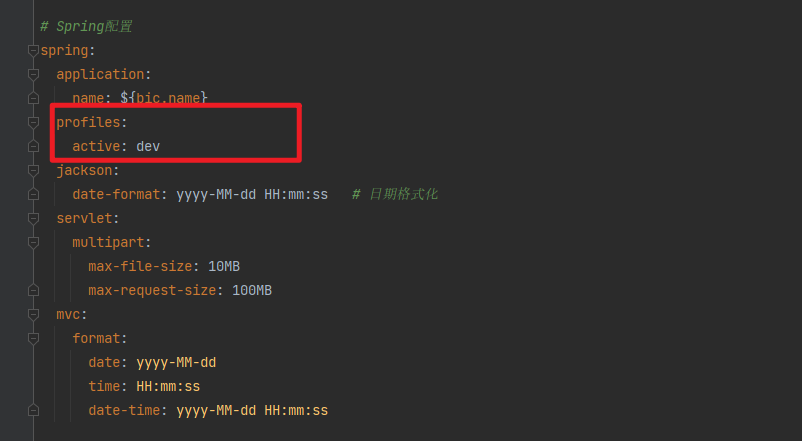 # Spring配置
spring:
  application:
    name: ${bic.name}
  profiles:
    active: dev
  jackson:
    date-format: yyyy-MM-dd HH:mm:ss   # 日期格式化
  servlet:
    multipart:
      max-file-size: 10MB
      max-request-size: 100MB
  mvc:
    format:
      date: yyyy-MM-dd
      time: HH:mm:ss
      date-time: yyyy-MM-dd HH:mm:ss